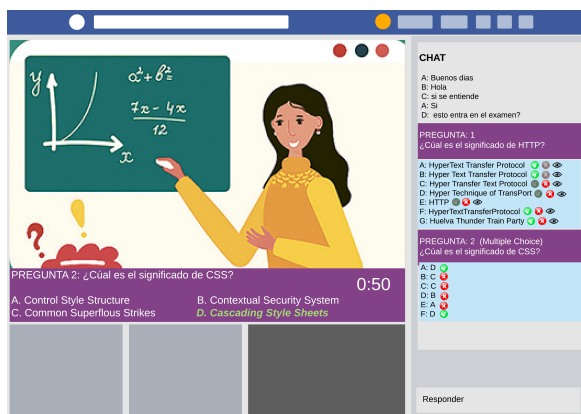 y
a²+b²=
7x - 4x
12
x
?
!
?
PREGUNTA 2: ¿Cúal es el significado de CSS?
0:50
A. Control Style Structure
B. Contextual Security System
C. Common Superflous Strikes
D. Cascading Style Sheets
CHAT
A: Buenos dias
B: Hola
C: si se entiende
A: Si
D: esto entra en el examen?
PREGUNTA: 1
¿Cúal es el significado de HTTP?
A: HyperText Transfer Protocol
B: Hyper Text Transfer Protocol
C: Hyper Transfer Text Protocol
D: Hyper Technique of TransPort
E: HTTP
F: HyperTextTransferProtocol
G: Huelva Thunder Train Party
PREGUNTA: 2 (Multiple Choice)
¿Cúal es el significado de CSS?
A: D
B: C
C: C
D: B
E: A
F: D
Responder